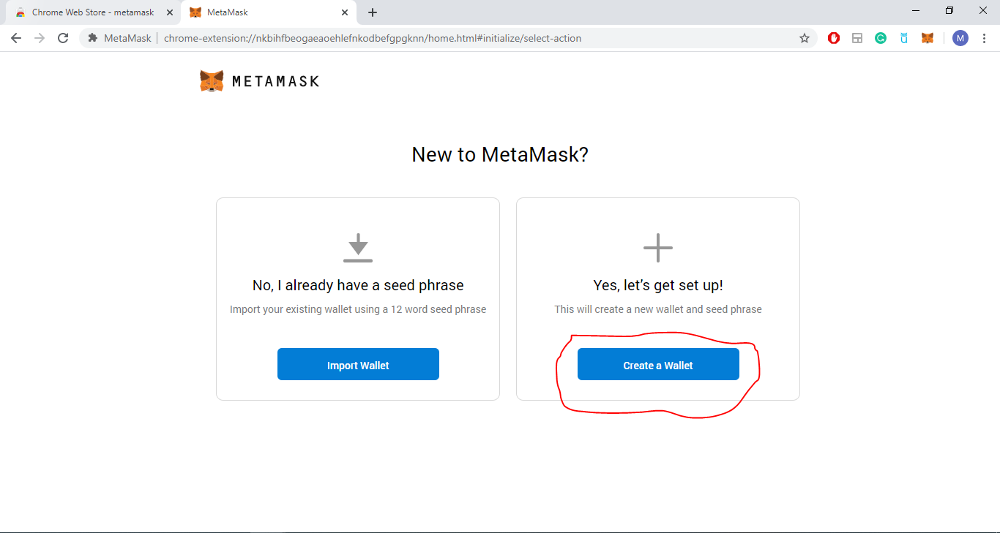 Chrome Web Store - metamask
MetaMask
MetaMask
chrome-extension://nkbihfbeogaeaoehlefnkodbefgpgknn/home.html#initialize/select-action
M
METAMASK
New to MetaMask?
No, I already have a seed phrase
Import your existing wallet using a 12 word seed phrase
Import Wallet
Yes, let’s get set up!
This will create a new wallet and seed phrase
Create a Wallet